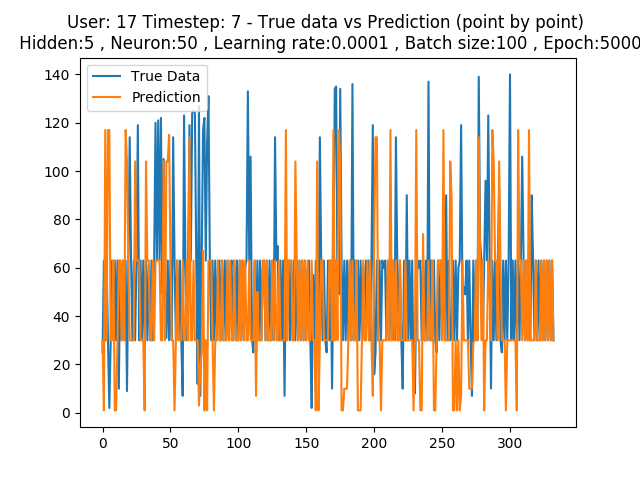 User: 17 Timestep: 7 - True data vs Prediction (point by point)
Hidden:5 , Neuron:50 , Learning rate:0.0001 , Batch size:100 , Epoch:5000
True Data
Prediction
140
120
100
80
60
40
20
0
0 50 100 150 200 250 300